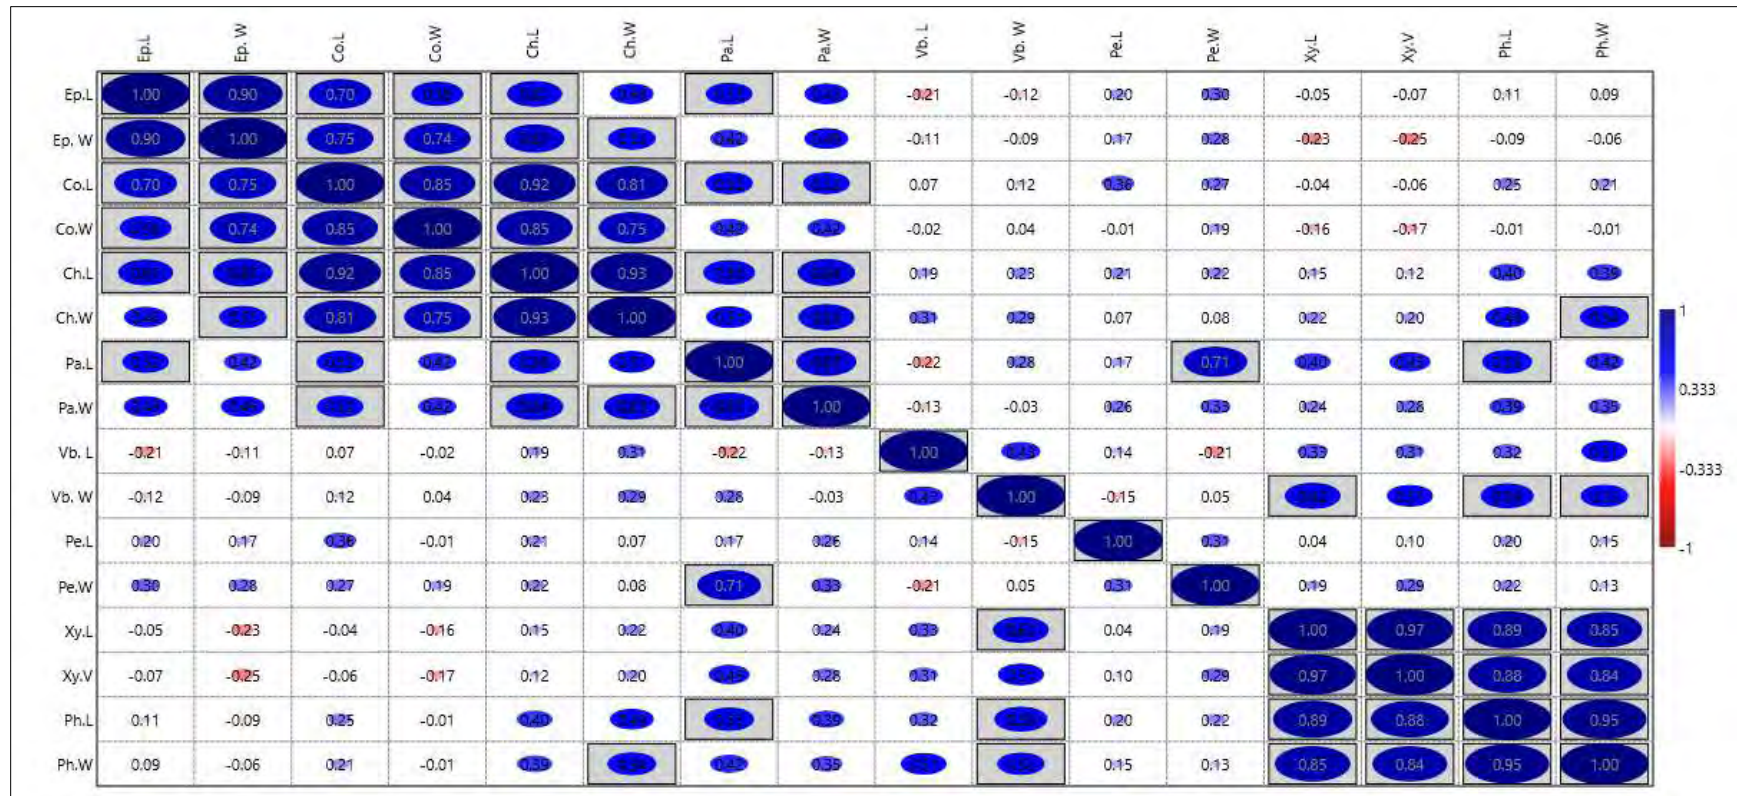 Ep.L Ep. W Co.L Co.W Ch.L Ch.W Pa.L Pa.W Vb. L Vb. W Pe.L Pe.W Xy.L Xy.V Ph.L Ph.W
Ep.L 1.00 0.90 0.70 -0.21 -0.12 0.20 0.30 -0.05 -0.07 0.11 0.09
Ep. W 0.90 1.00 0.75 0.74 0.42 -0.11 -0.09 0.17 0.28 -0.23 -0.25 -0.09 -0.06
Co.L 0.70 0.75 1.00 0.85 0.92 0.81 0.07 0.12 0.36 0.27 -0.04 -0.06 0.25 0.21
Co.W 0.74 0.85 1.00 0.85 0.75 0.42 0.42 -0.02 0.04 -0.01 0.19 -0.16 -0.17 -0.01 -0.01
Ch.L 0.92 0.85 1.00 0.93 0.19 0.23 0.21 0.22 0.15 0.12 0.40 0.39
Ch.W 0.81 0.75 0.93 1.00 0.31 0.29 0.07 0.08 0.22 0.20
Pa.L 0.42 0.42 1.00 -0.22 0.28 0.17 0.71 0.40 0.45 0.42
Pa.W 0.42 1.00 -0.13 -0.03 0.26 0.33 0.24 0.28 0.39 0.35
Vb. L -0.21 -0.11 0.07 -0.02 0.19 0.31 -0.22 -0.13 1.00 0.14 -0.21 0.33 0.31 0.32
Vb. W -0.12 -0.09 0.12 0.04 0.23 0.29 0.28 -0.03 1.00 -0.15 0.05
Pe.L 0.20 0.17 0.36 -0.01 0.21 0.07 0.17 0.26 0.14 -0.15 1.00 0.31 0.04 0.10 0.20 0.15
Pe.W 0.30 0.28 0.27 0.19 0.22 0.08 0.71 0.33 -0.21 0.05 0.31 1.00 0.19 0.29 0.22 0.13
Xy.L -0.05 -0.23 -0.04 -0.16 0.15 0.22 0.40 0.24 0.33 0.04 0.19 1.00 0.97 0.89 0.85
Xy.V -0.07 -0.25 -0.06 -0.17 0.12 0.20 0.45 0.28 0.31 0.10 0.29 0.97 1.00 0.88 0.84
Ph.L 0.11 -0.09 0.25 -0.01 0.40 0.39 0.32 0.20 0.22 0.89 0.88 1.00 0.95
Ph.W 0.09 -0.06 0.21 -0.01 0.39 0.42 0.35 0.15 0.13 0.85 0.84 0.95 1.00
1
0.333
-0.333
-1